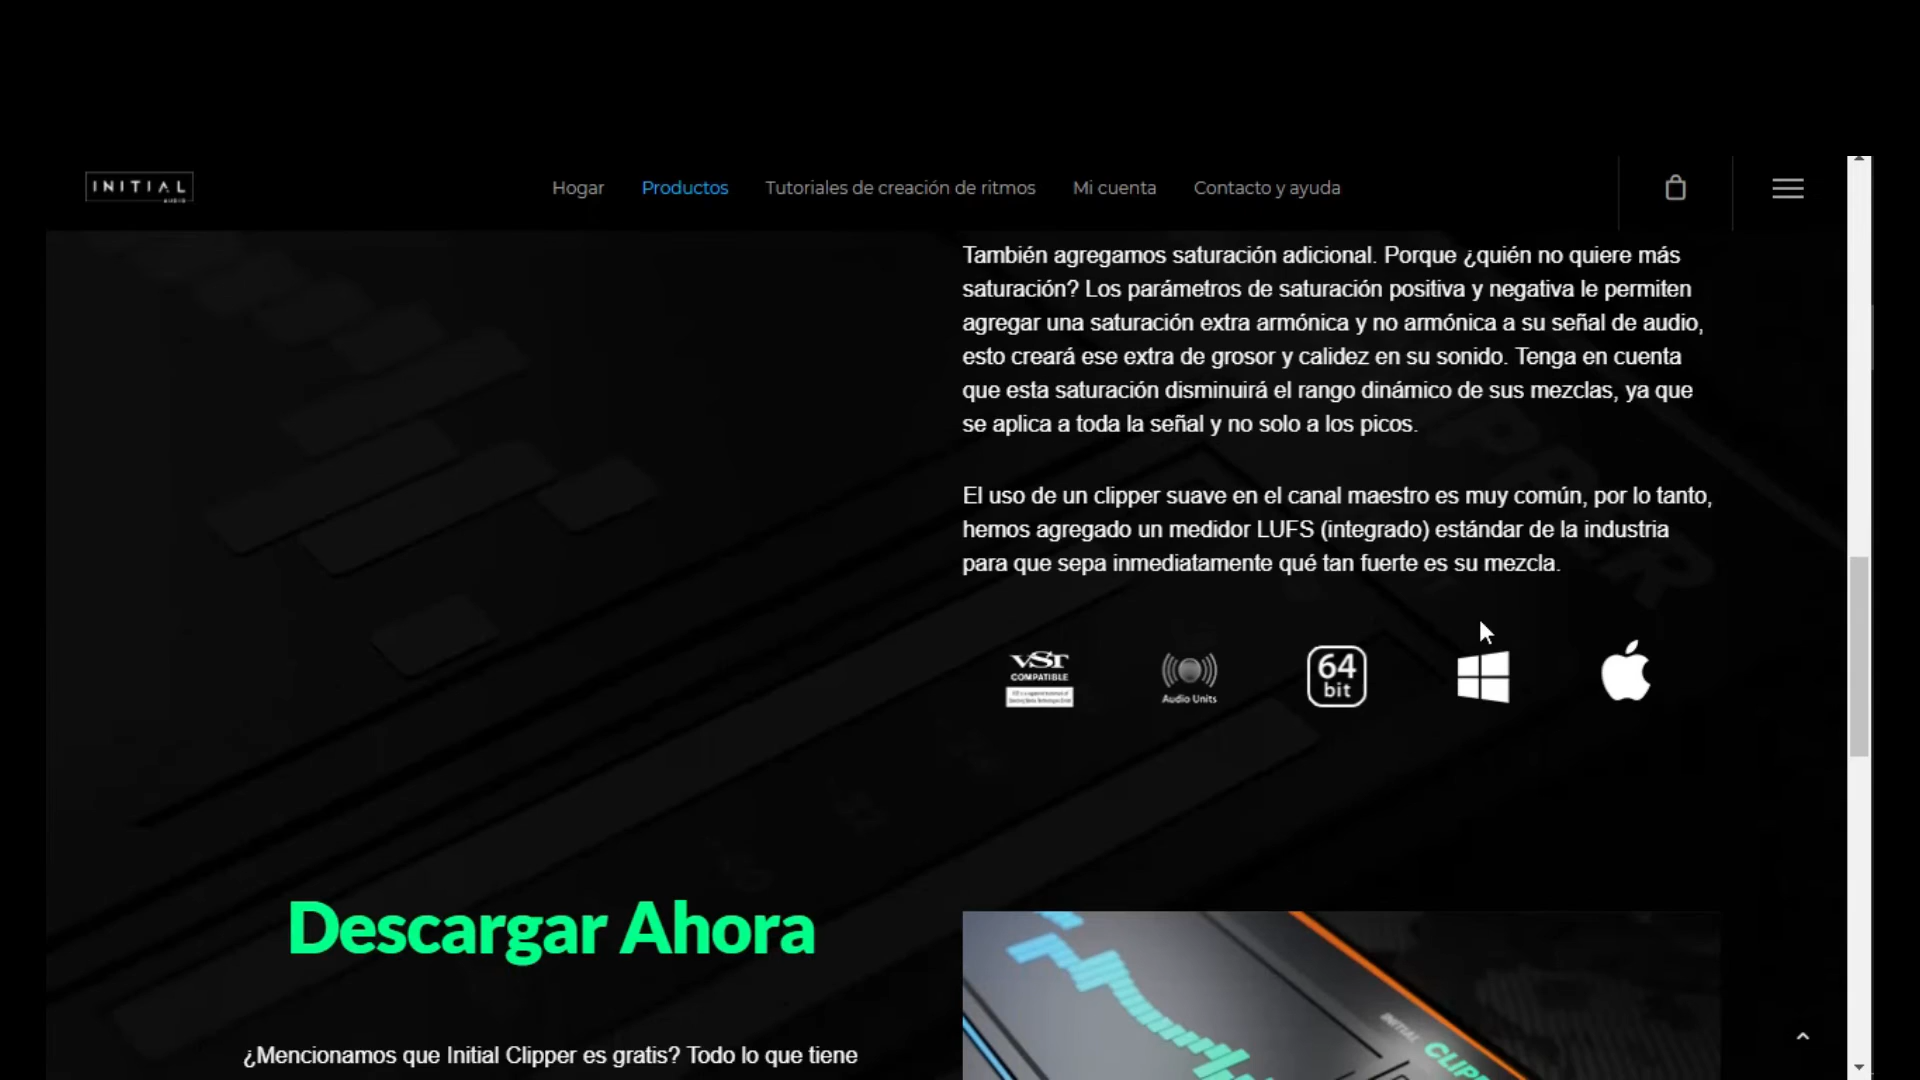 INITIAL
AUDIO
Hogar
Productos
Tutoriales de creación de ritmos
Mi cuenta
Contacto y ayuda
También agregamos saturación adicional. Porque ¿quién no quiere más
saturación? Los parámetros de saturación positiva y negativa le permiten
agregar una saturación extra armónica y no armónica a su señal de audio,
esto creará ese extra de grosor y calidez en su sonido. Tenga en cuenta
que esta saturación disminuirá el rango dinámico de sus mezclas, ya que
se aplica a toda la señal y no solo a los picos.
El uso de un clipper suave en el canal maestro es muy común, por lo tanto,
hemos agregado un medidor LUFS (integrado) estándar de la industria
para que sepa inmediatamente qué tan fuerte es su mezcla.
VST
COMPATIBLE
Audio Units
64
bit
Descargar Ahora
¿Mencionamos que Initial Clipper es gratis? Todo lo que tiene
INITIAL